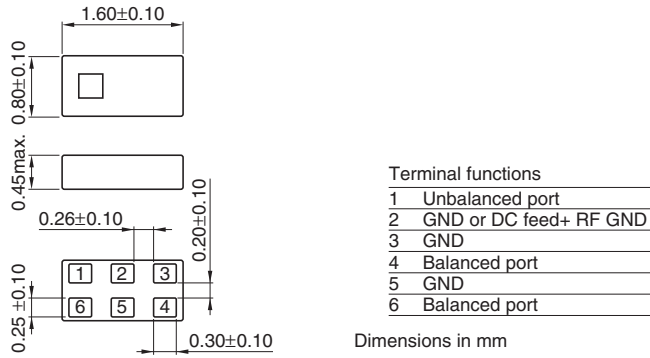 1.60±0.10
0.80±0.10
0.45max.
0.26±0.10
0.20±0.10
1 2 3
6 5 4
0.25 ±0.10
0.30±0.10
Terminal functions
1 Unbalanced port
2 GND or DC feed+ RF GND
3 GND
4 Balanced port
5 GND
6 Balanced port
Dimensions in mm